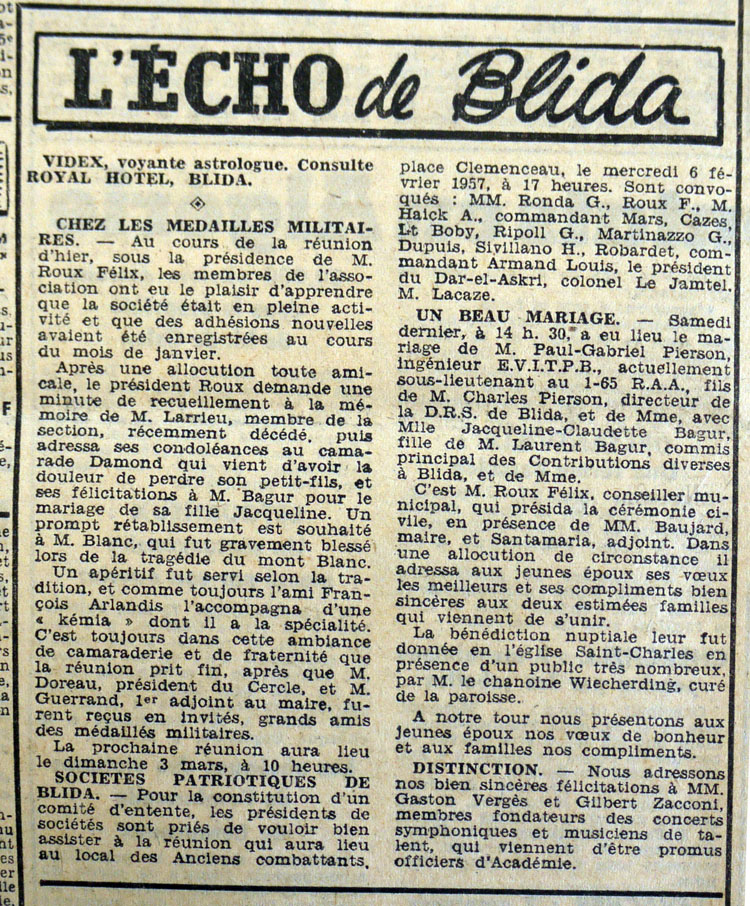 L'ÉCHO de Blida
VIDEX, voyante astrologue. Consulte
ROYAL HOTEL, BLIDA.
CHEZ LES MEDAILLES MILITAI-
RES. — Au cours de la réunion
d'hier, sous la présidence de M.
Roux Félix, les membres de l'asso-
ciation ont eu le plaisir d'apprendre
que la société était en pleine acti-
vité et que des adhésions nouvelles
avaient été enregistrées au cours
du mois de janvier.
Après une allocution toute ami-
cale, le président Roux demande une
minute de recueillement à la mé-
moire de M. Larrieu, membre de la
section, récemment décédé, puis
adressa ses condoléances au cama-
rade Damond qui vient d'avoir la
douleur de perdre son petit-fils, et
ses félicitations à M. Bagur pour le
mariage de sa fille Jacqueline. Un
prompt rétablissement est souhaité
à M. Blanc, qui fut gravement blessé
lors de la tragédie du mont Blanc.
Un apéritif fut servi selon la tra-
dition, et comme toujours l'ami Fran-
çois Arlandis l'accompagna d'une
« kémia » dont il a la spécialité.
C'est toujours dans cette ambiance
de camaraderie et de fraternité que
la réunion prit fin, après que M.
Doreau, président du Cercle, et M.
Guerrand, 1er adjoint au maire, fu-
rent reçus en invités, grands amis
des médaillés militaires.
La prochaine réunion aura lieu
le dimanche 3 mars, à 10 heures.
SOCIETES PATRIOTIQUES DE
BLIDA. — Pour la constitution d'un
comité d'entente, les présidents de
sociétés sont priés de vouloir bien
assister à la réunion qui aura lieu
au local des Anciens combattants,
place Clemenceau, le mercredi 6 fé-
vrier 1957, à 17 heures. Sont convo-
qués : MM. Ronda G., Roux F., M.
Haick A., commandant Mars, Cazes,
Lt Boby, Ripoll G., Martinazzo G.,
Dupuis, Sivillano H., Robardet, com-
mandant Armand Louis, le président
du Dar-el-Askri, colonel Le Jamtel.
M. Lacaze.
UN BEAU MARIAGE. — Samedi
dernier, à 14 h. 30, a eu lieu le ma-
riage de M. Paul-Gabriel Pierson,
ingénieur E.V.I.T.P.B., actuellement
sous-lieutenant au 1-65 R.A.A., fils
de M. Charles Pierson, directeur de
la D.R.S. de Blida, et de Mme, avec
Mlle Jacqueline-Claudette Bagur,
fille de M. Laurent Bagur, commis
principal des Contributions diverses
à Blida, et de Mme.
C'est M. Roux Félix, conseiller mu-
nicipal, qui présida la cérémonie ci-
vile, en présence de MM. Baujard,
maire, et Santamaria, adjoint. Dans
une allocution de circonstance il
adressa aux jeunes époux ses vœux
les meilleurs et ses compliments bien
sincères aux deux estimées familles
qui viennent de s'unir.
La bénédiction nuptiale leur fut
donnée en l'église Saint-Charles en
présence d'un public très nombreux,
par M. le chanoine Wiecherding, curé
de la paroisse.
A notre tour nous présentons aux
jeunes époux nos vœux de bonheur
et aux familles nos compliments.
DISTINCTION. — Nous adressons
nos bien sincères félicitations à MM.
Gaston Vergès et Gilbert Zacconi,
membres fondateurs des concerts
symphoniques et musiciens de ta-
lent, qui viennent d'être promus
officiers d'Académie.